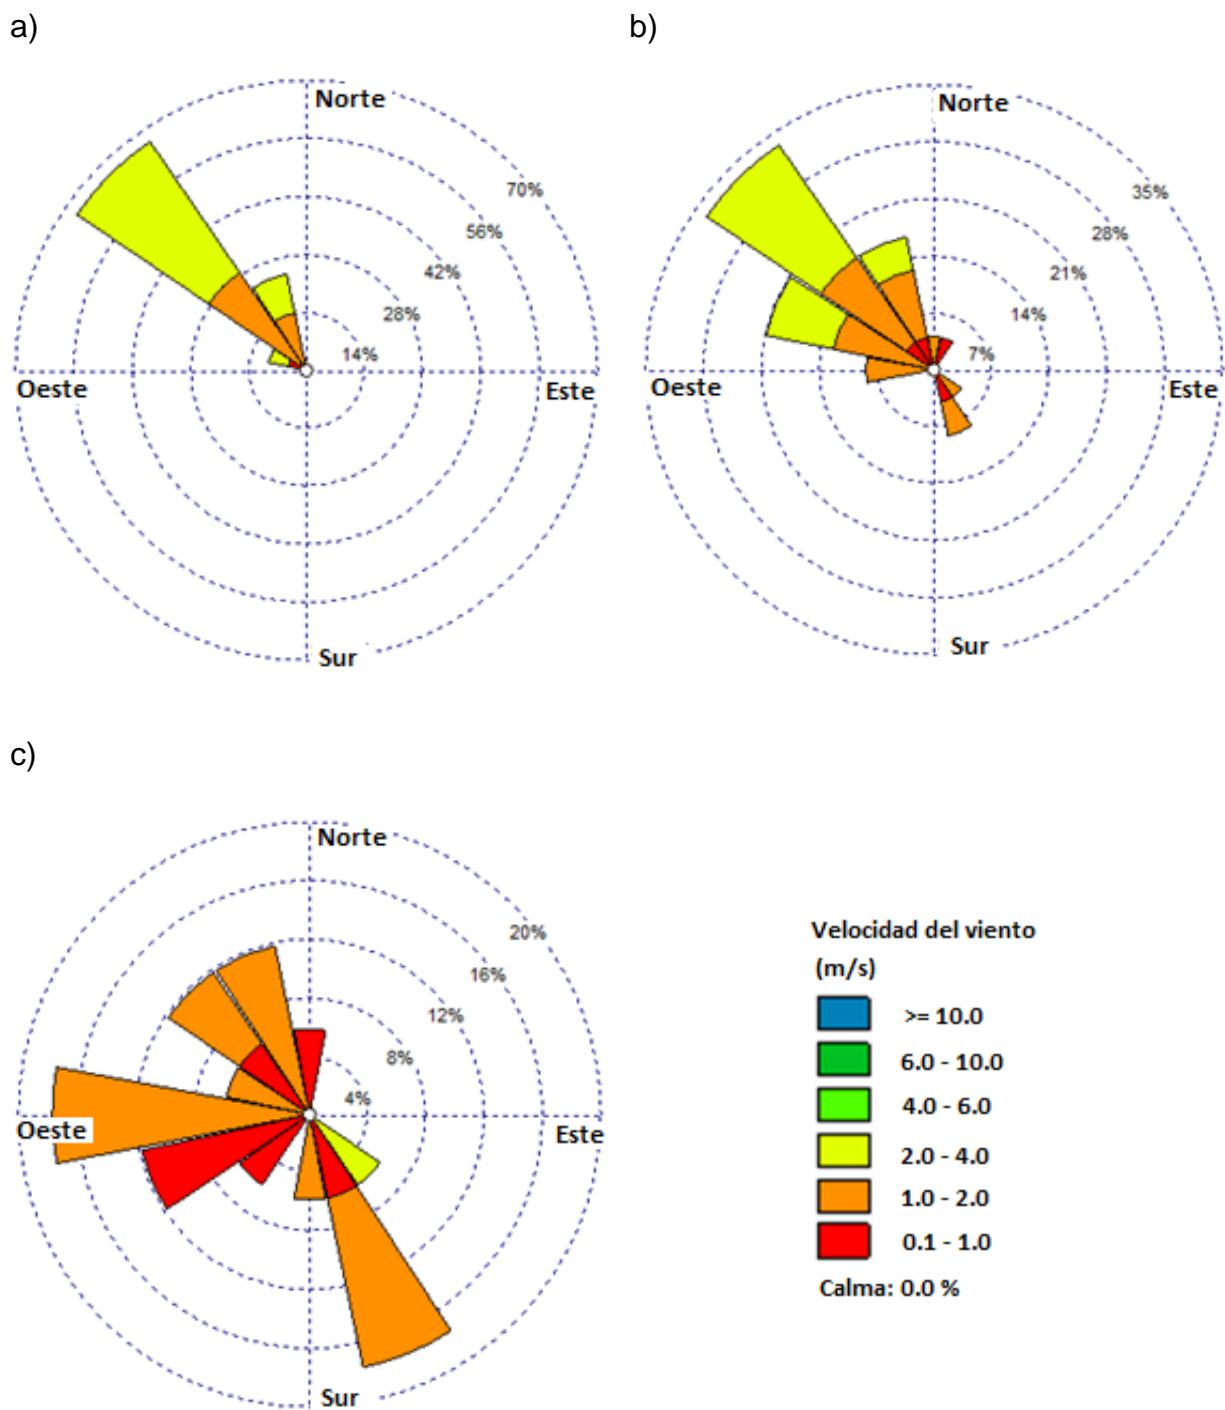 a)
b)
Norte
70%
56%
42%
28%
14%
Oeste
Este
Sur
Norte
35%
28%
21%
14%
7%
Oeste
Este
Sur
c)
Norte
20%
16%
12%
8%
4%
Oeste
Este
Sur
Velocidad del viento
(m/s)
>= 10.0
6.0 - 10.0
4.0 - 6.0
2.0 - 4.0
1.0 - 2.0
0.1 - 1.0
Calma: 0.0 %